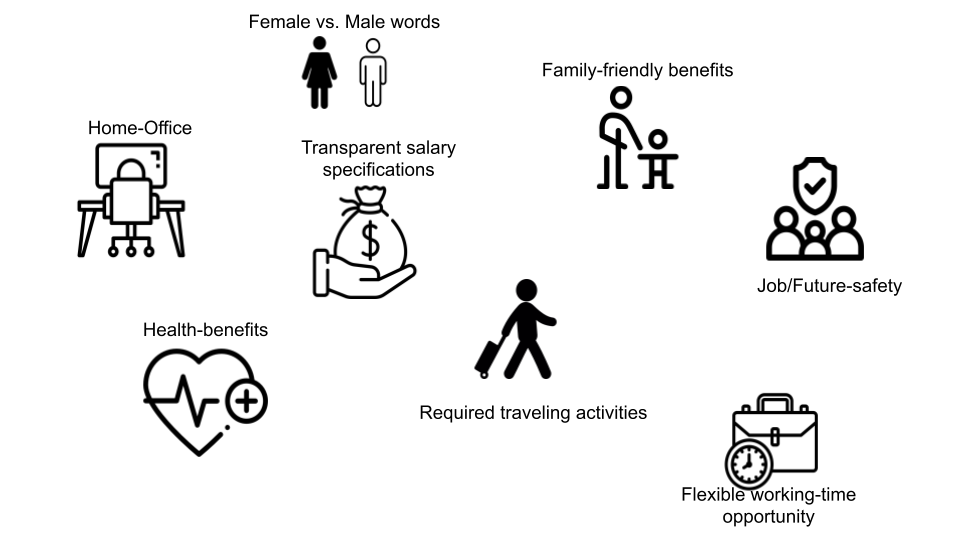 Female vs. Male words
Family-friendly benefits
Home-Office
Transparent salary
specifications
$
Job/Future-safety
Health-benefits
Required traveling activities
Flexible working-time
opportunity